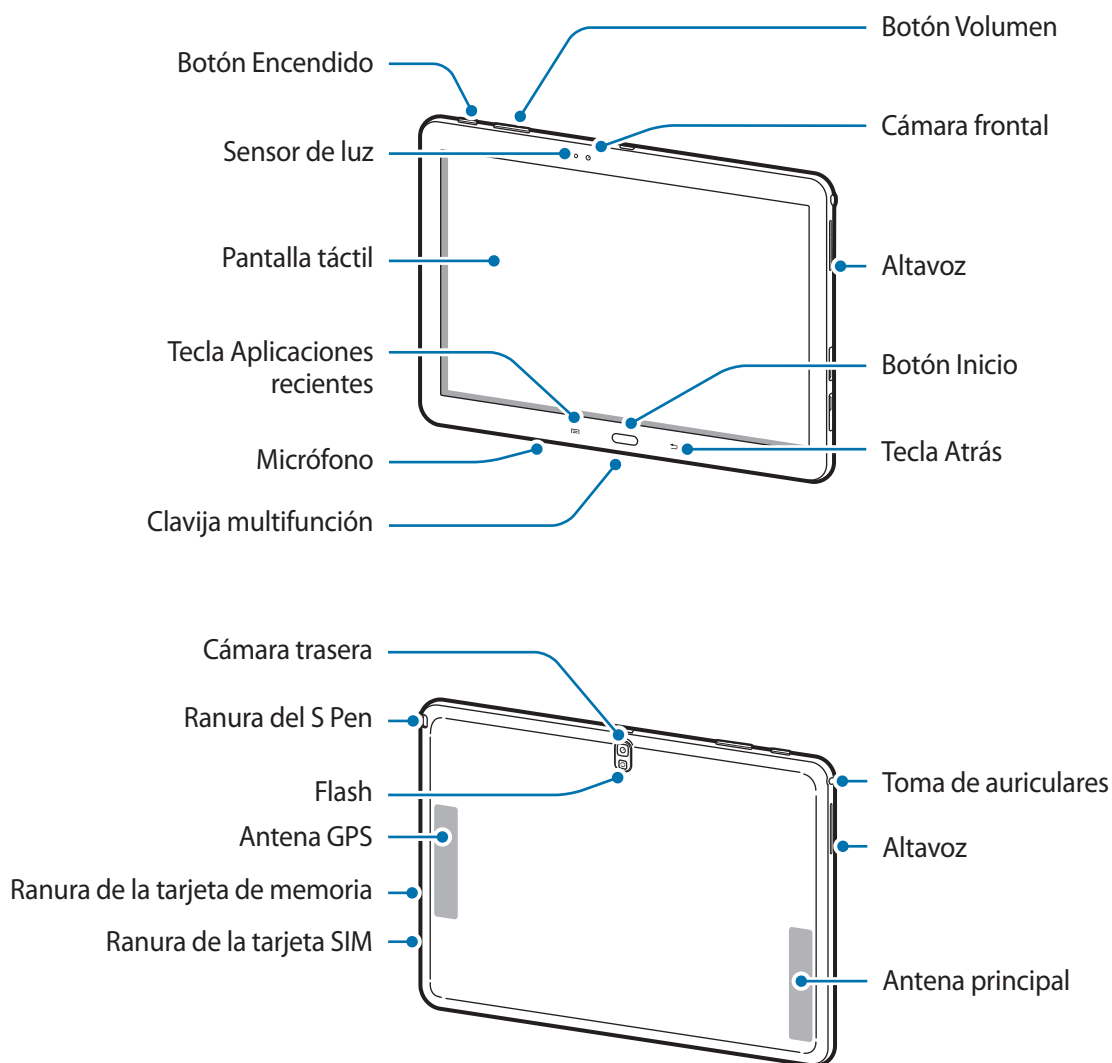 Botón Volumen
Botón Encendido
Cámara frontal
Sensor de luz
Pantalla táctil
Altavoz
Tecla Aplicaciones
recientes
Botón Inicio
Micrófono
Tecla Atrás
Clavija multifunción
Cámara trasera
Ranura del S Pen
Flash
Toma de auriculares
Antena GPS
Altavoz
Ranura de la tarjeta de memoria
Ranura de la tarjeta SIM
Antena principal